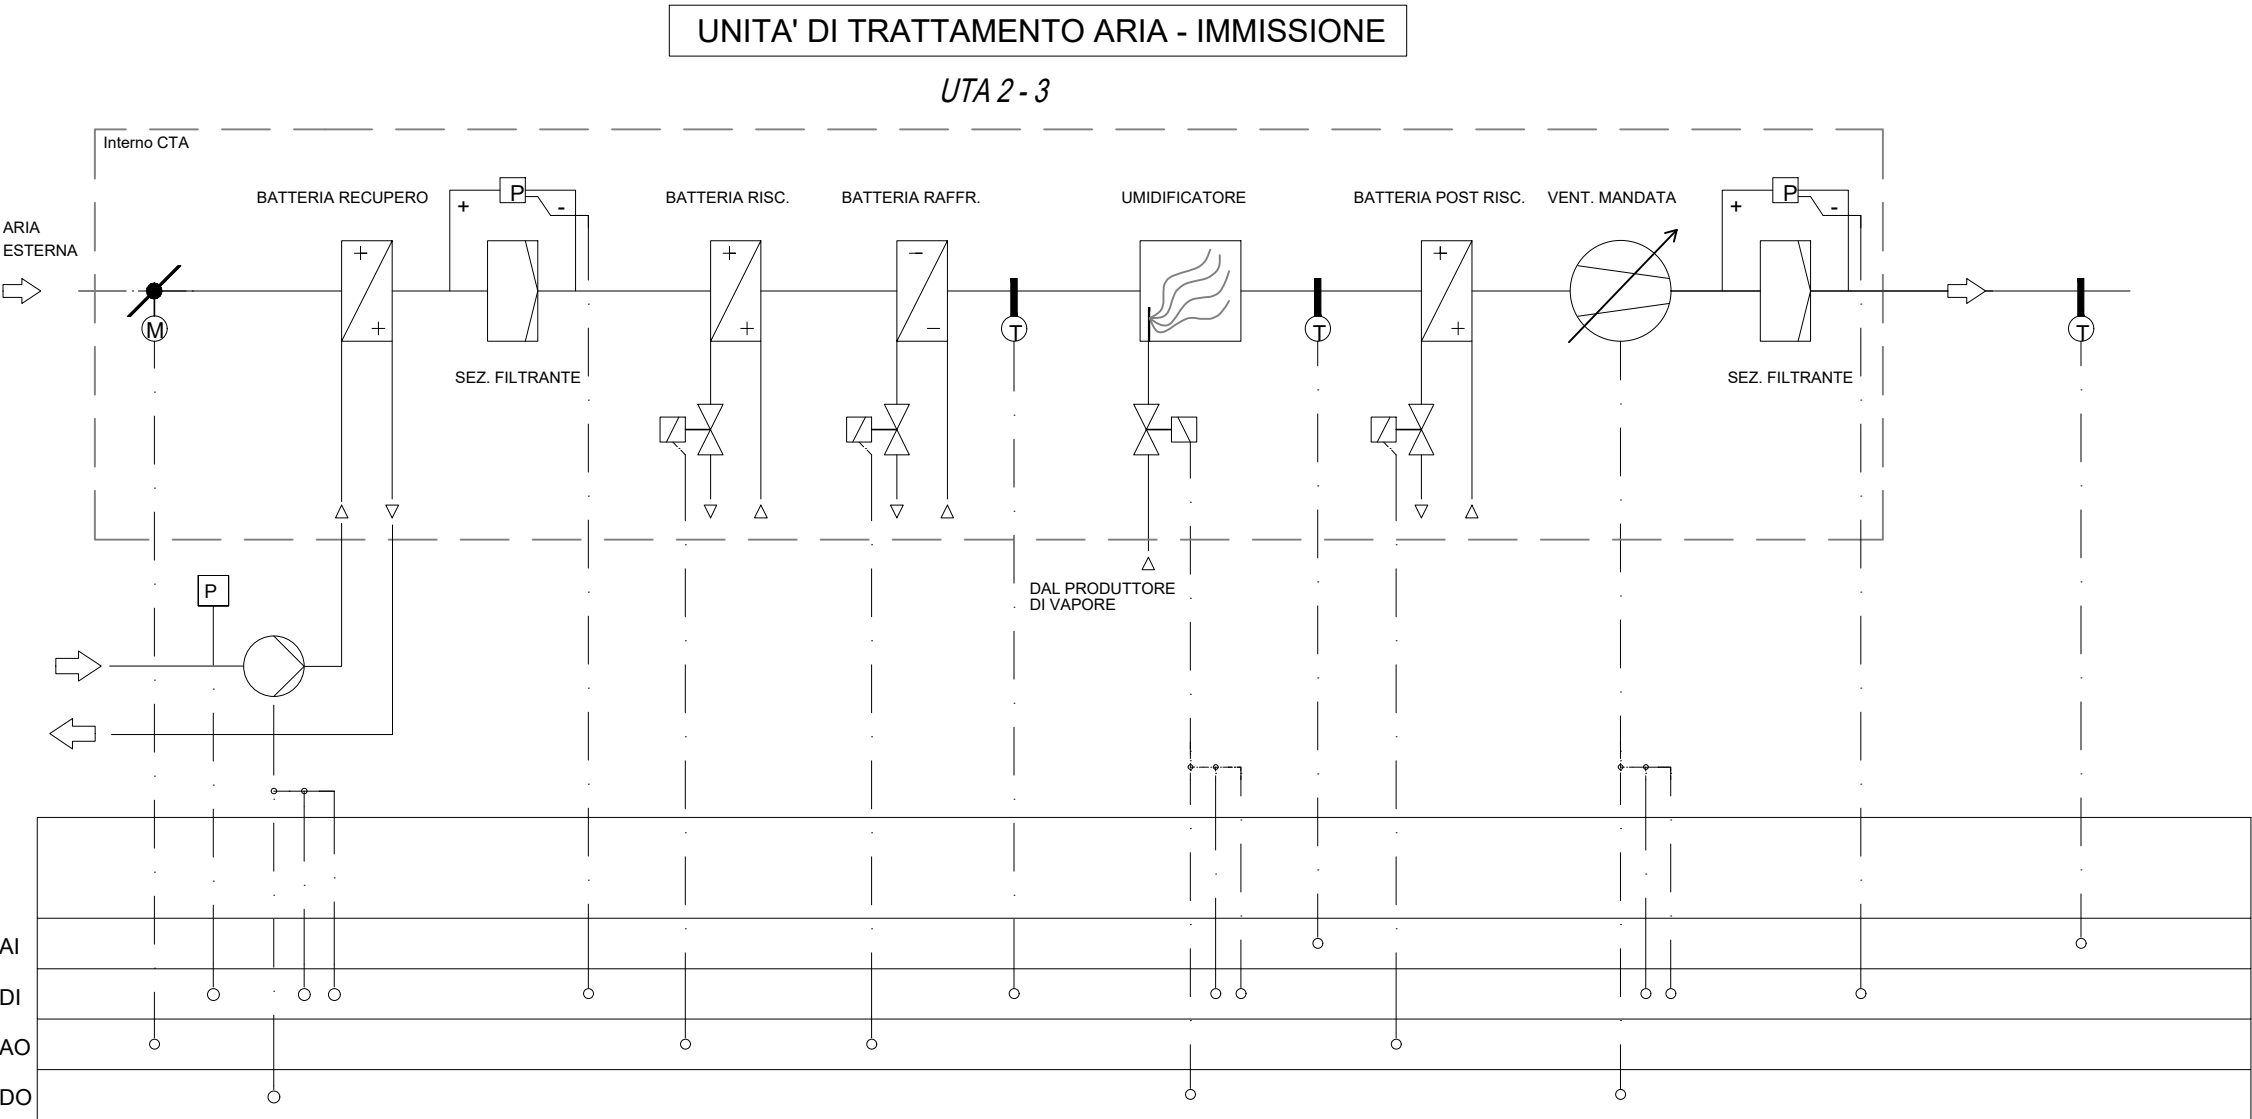 UNITA' DI TRATTAMENTO ARIA - IMMISSIONE
UTA 2 - 3
Interno CTA
BATTERIA RECUPERO
P
+
-
BATTERIA RISC.
BATTERIA RAFFR.
UMIDIFICATORE
BATTERIA POST RISC.
VENT. MANDATA
P
+
-
ARIA
ESTERNA
+
+
-
+
M
T
T
T
+
+
-
+
SEZ. FILTRANTE
SEZ. FILTRANTE
P
DAL PRODUTTORE
DI VAPORE
AI
DI
AO
DO